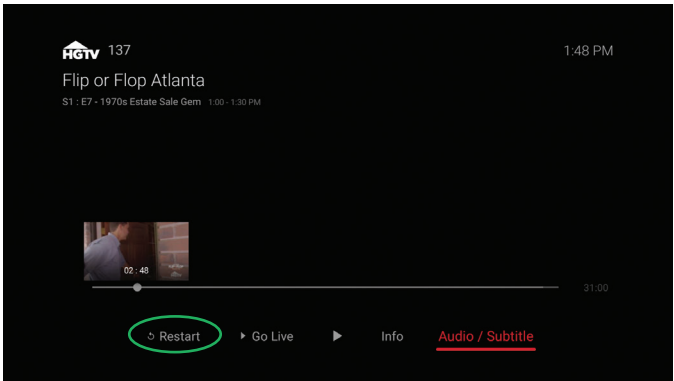 HGTV 137
1:48 PM
Flip or Flop Atlanta
S1 : E7 - 1970s Estate Sale Gem 1:00 - 1:30 PM
02 : 48
31:00
Restart Go Live Info Audio / Subtitle